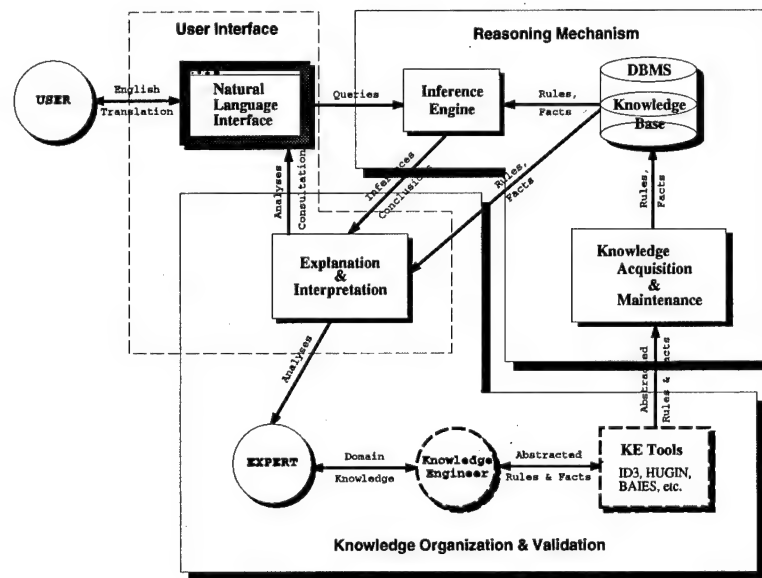 User Interface
Reasoning Mechanism
USER
English
Translation
Natural
Language
Interface
Queries
Inference
Engine
Rules,
Facts
DBMS
Knowledge
Base
Analyses
Consultation
Inferences
Conclusions
Rules,
Facts
Rules,
Facts
Explanation
&
Interpretation
Knowledge
Acquisition
&
Maintenance
Analyses
Abstracted
Rules & Facts
EXPERT
Domain
Knowledge
Knowledge
Engineer
Abstracted
Rules & Facts
KE Tools
ID3, HUGIN,
BAIES, etc.
Knowledge Organization & Validation